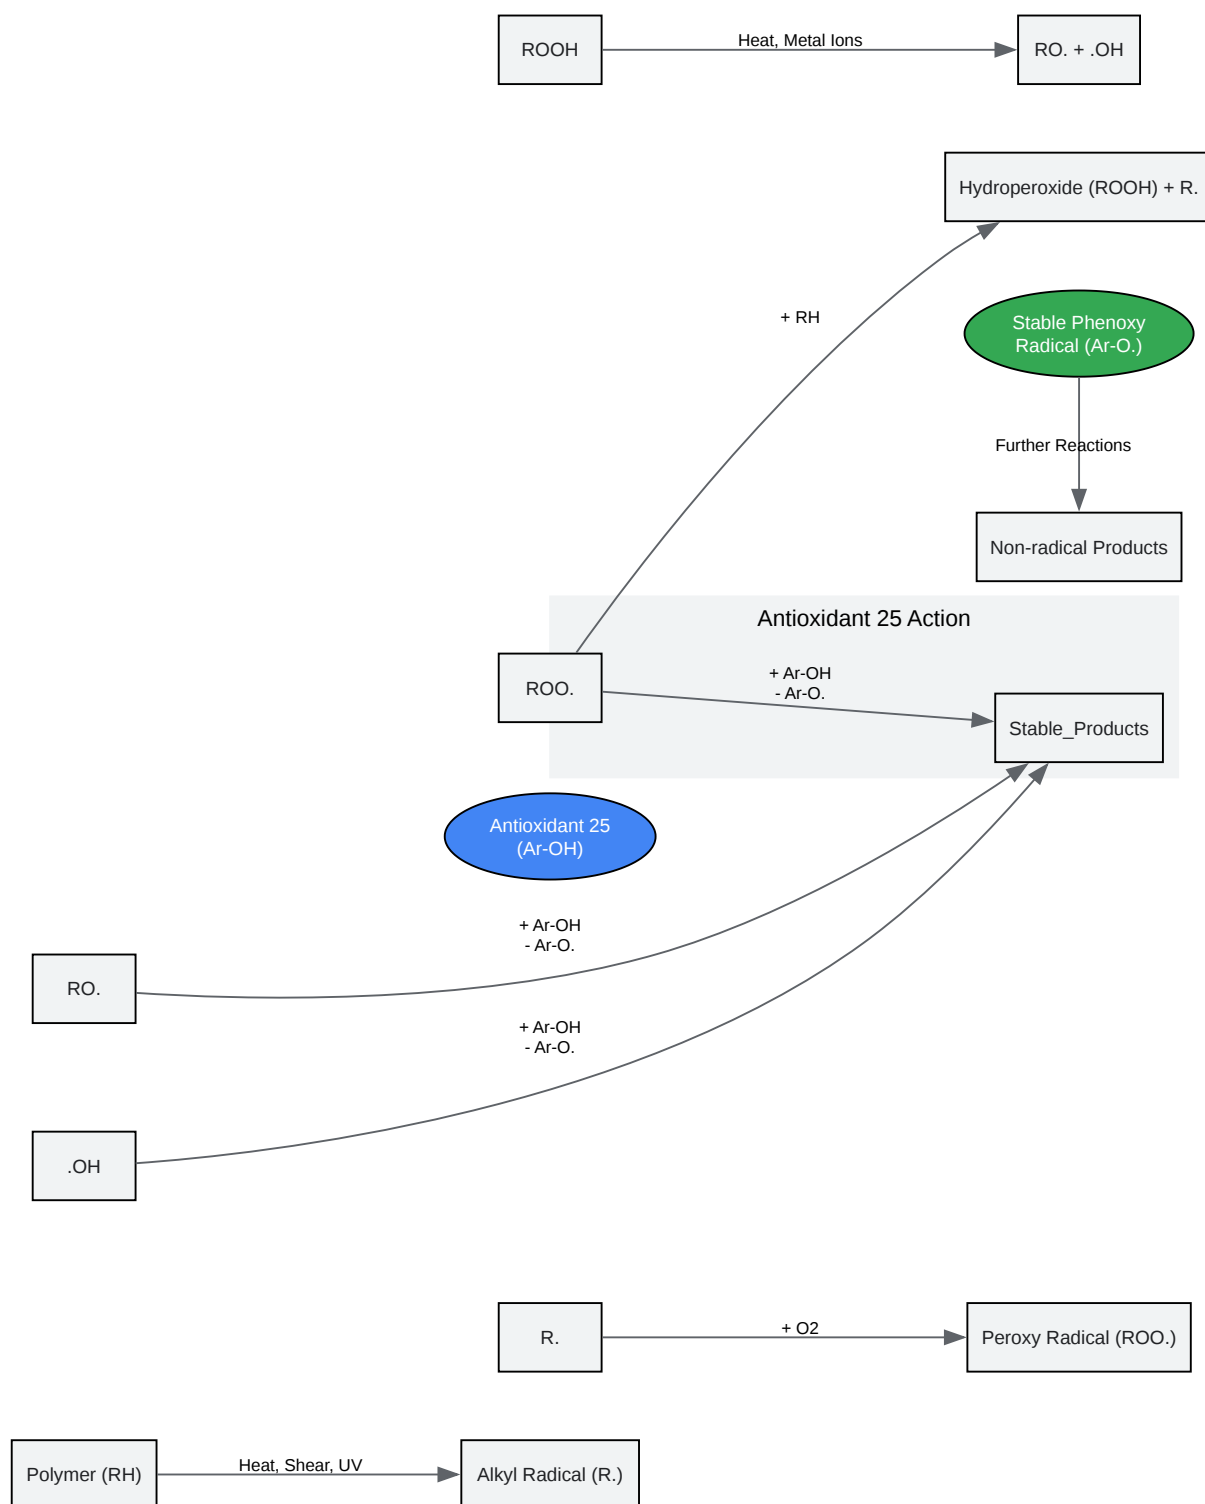 ROOH
Heat, Metal Ions
RO. + .OH
Hydroperoxide (ROOH) + R.
+ RH
Stable Phenoxy
Radical (Ar-O.)
Further Reactions
Non-radical Products
Antioxidant 25 Action
ROO.
+ Ar-OH
- Ar-O.
Stable_Products
Antioxidant 25
(Ar-OH)
+ Ar-OH
- Ar-O.
RO.
+ Ar-OH
- Ar-O.
.OH
R.
+ O2
Peroxy Radical (ROO.)
Polymer (RH)
Heat, Shear, UV
Alkyl Radical (R.)